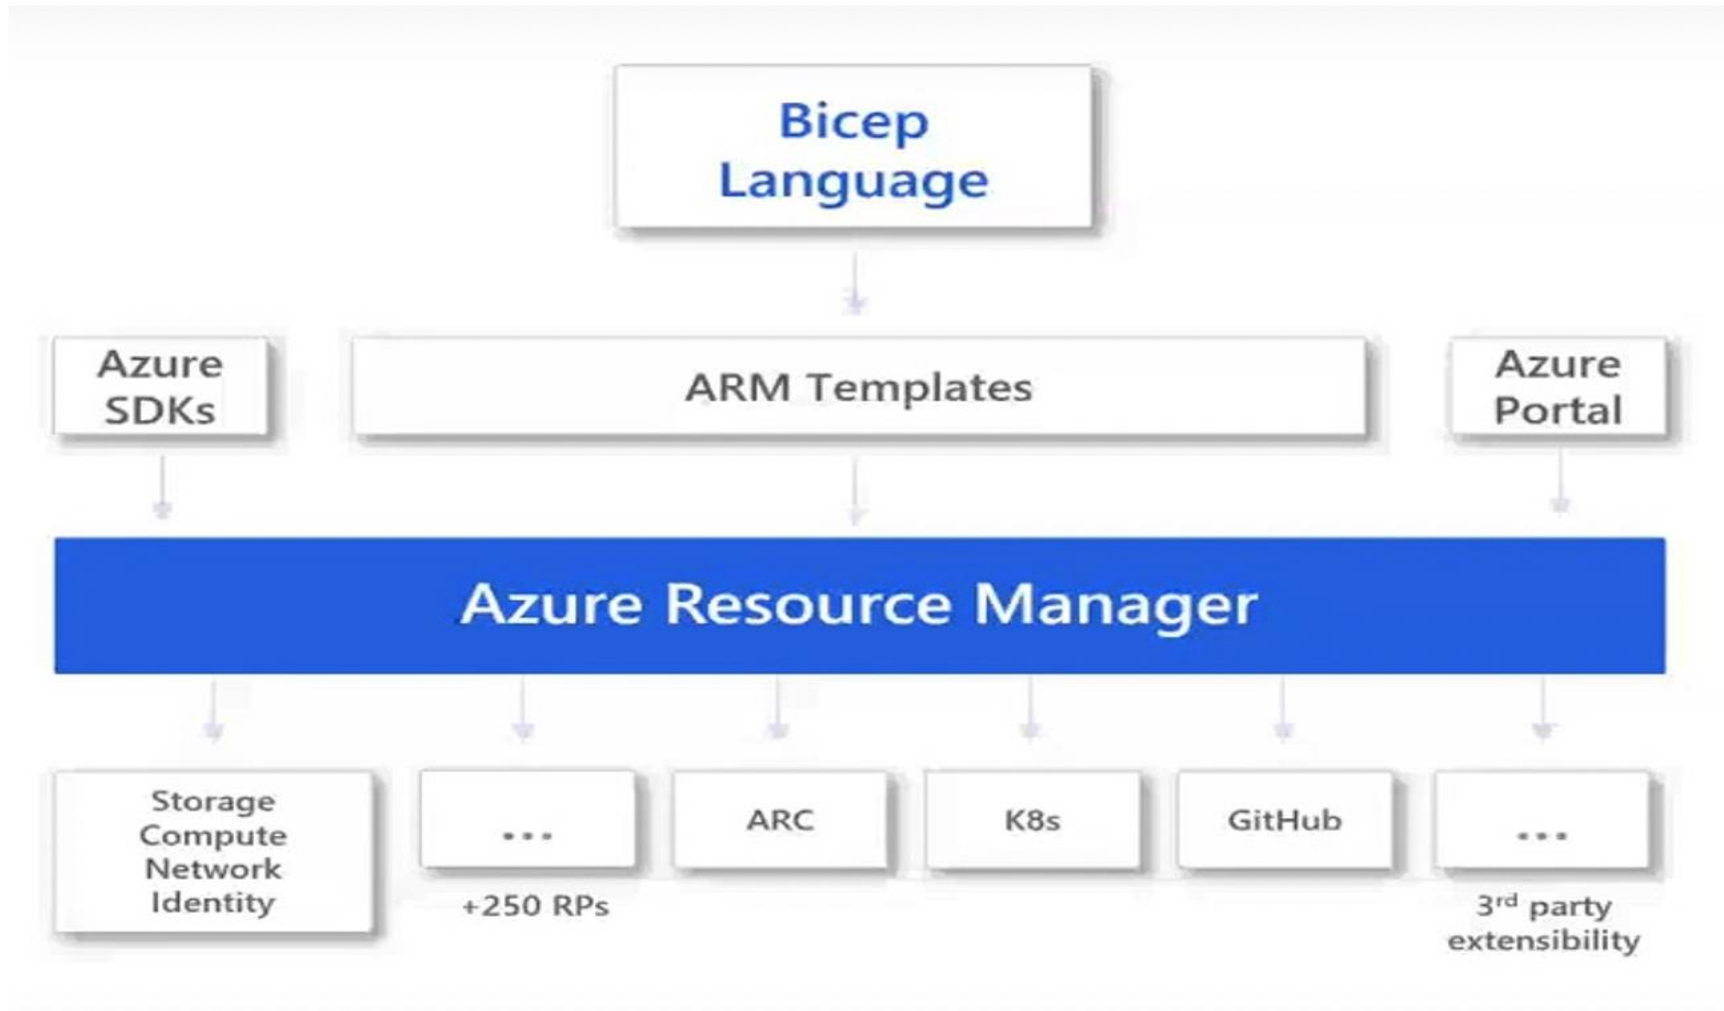 Bicep
Language
Azure
SDKs
ARM Templates
Azure
Portal
Azure Resource Manager
Storage
Compute
Network
Identity
...
+250 RPs
ARC
K8s
GitHub
...
3rd party
extensibility